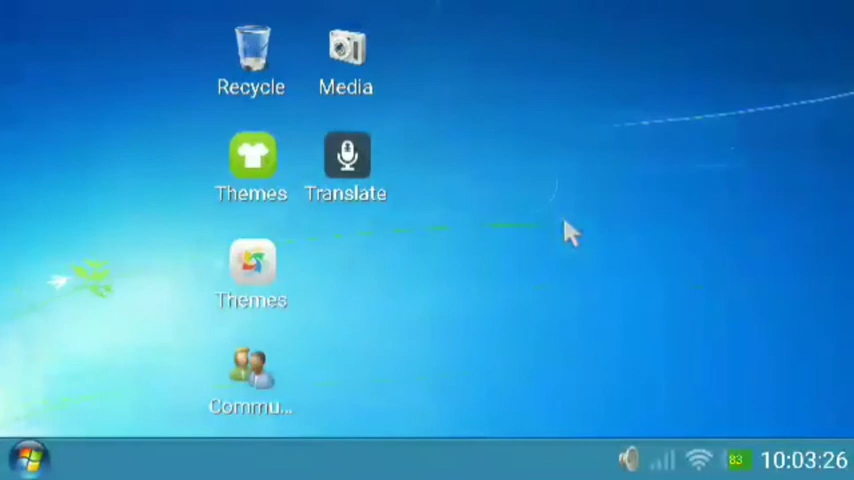 Recycle
Media
Themes
Translate
Themes
Commu...
83
10:03:26